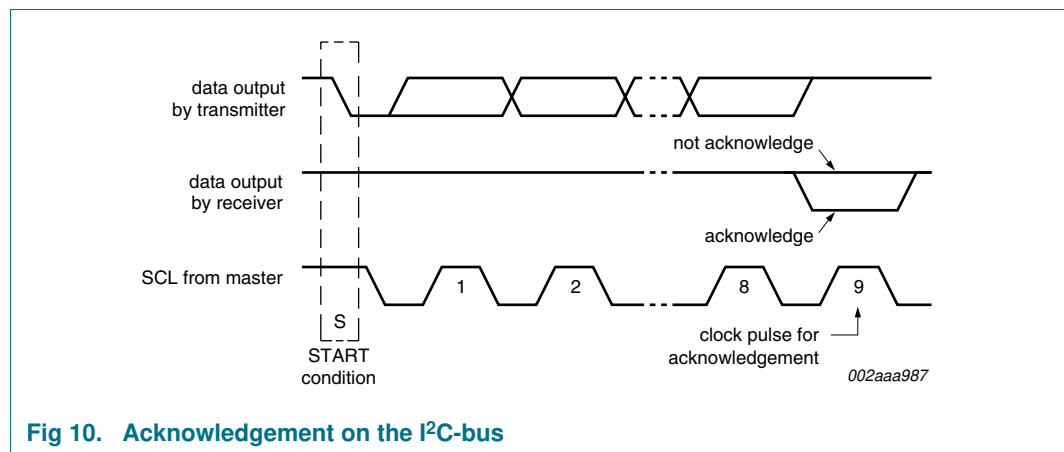 data output
by transmitter
not acknowledge
data output
by receiver
acknowledge
SCL from master
1
2
8
9
S
START
condition
clock pulse for
acknowledgement
002aaa987
Fig 10. Acknowledgement on the I²C-bus